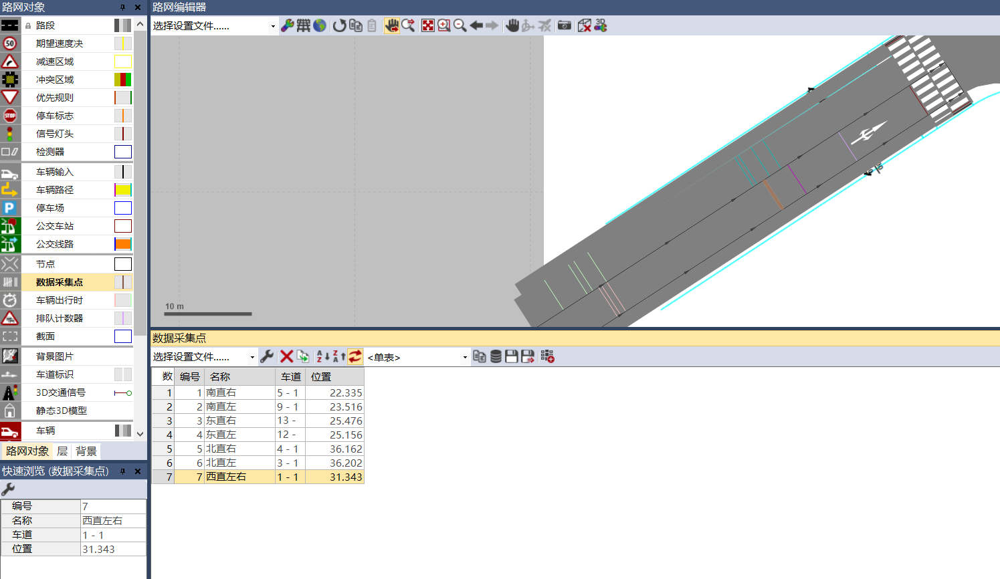 路网对象
路段
50
期望速度决
减速区域
冲突区域
优先规则
STOP
停车标志
信号灯头
检测器
车辆输入
车辆路径
P
停车场
公交车站
公交线路
节点
数据采集点
车辆出行时
排队计数器
截面
背景图片
车道标识
3D交通信号
静态3D模型
车辆
路网对象 层 背景
快速浏览 (数据采集点)
编号 7
名称 西直左右
车道 1 - 1
位置 31.343
路网编辑器
选择设置文件......
3D
10 m
数据采集点
选择设置文件......
A Z
Z A
<单表>
数 编号 名称 车道 位置
1 1 南直右 5 - 1 22.335
2 2 南直左 9 - 1 23.516
3 3 东直右 13 - 25.476
4 4 东直左 12 - 25.156
5 5 北直右 4 - 1 36.162
6 6 北直左 3 - 1 36.202
7 7 西直左右 1 - 1 31.343